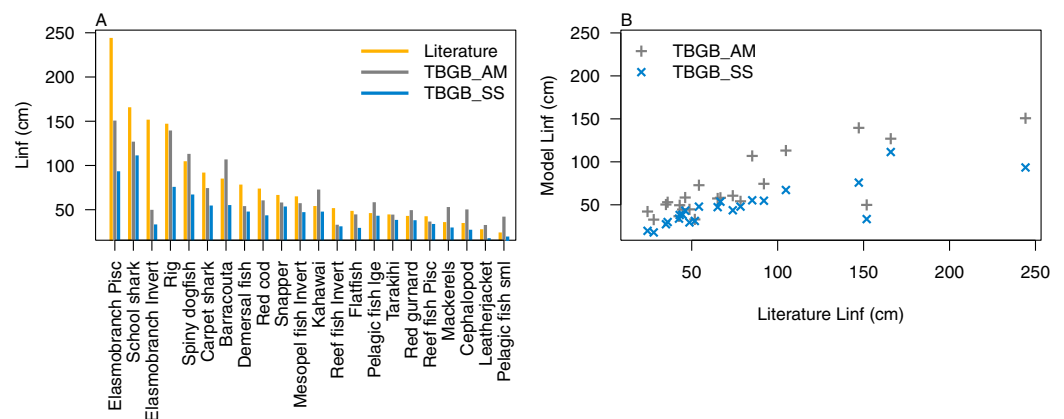 A
Linf (cm)
250
200
150
100
50
Literature
TBGB_AM
TBGB_SS
Elasmobranch Pisc
School shark
Elasmobranch Invert
Rig
Spiny dogfish
Carpet shark
Barracouta
Demersal fish
Red cod
Snapper
Mesopel fish Invert
Kahawai
Reef fish Invert
Flatfish
Pelagic fish lge
Tarakihi
Red gurnard
Reef fish Pisc
Mackerels
Cephalopod
Leatherjacket
Pelagic fish sml
B
Model Linf (cm)
250
200
150
100
50
TBGB_AM
TBGB_SS
50 100 150 200 250
Literature Linf (cm)